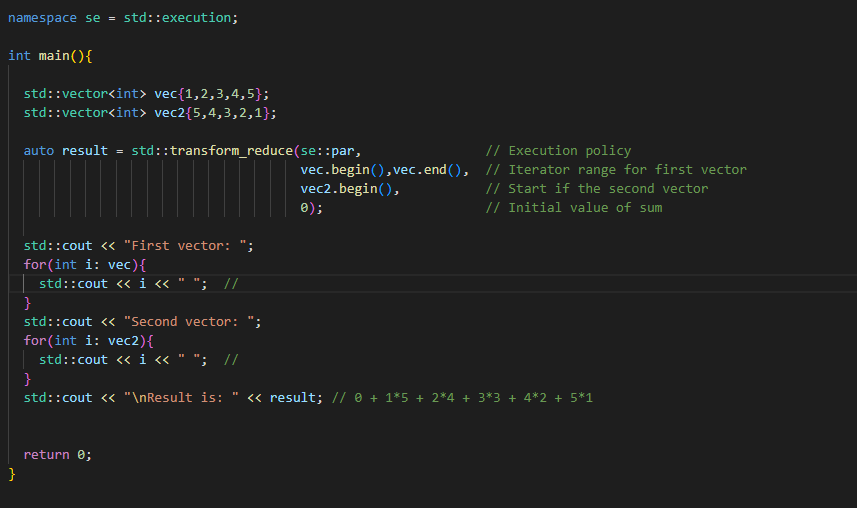 namespace se = std::execution;
int main(){
std::vector<int> vec{1,2,3,4,5};
std::vector<int> vec2{5,4,3,2,1};
auto result = std::transform_reduce(se::par, // Execution policy
vec.begin(),vec.end(), // Iterator range for first vector
vec2.begin(), // Start if the second vector
0); // Initial value of sum
std::cout << "First vector: ";
for(int i: vec){
std::cout << i << " "; //
}
std::cout << "Second vector: ";
for(int i: vec2){
std::cout << i << " "; //
}
std::cout << "\nResult is: " << result; // 0 + 1*5 + 2*4 + 3*3 + 4*2 + 5*1
return 0;
}